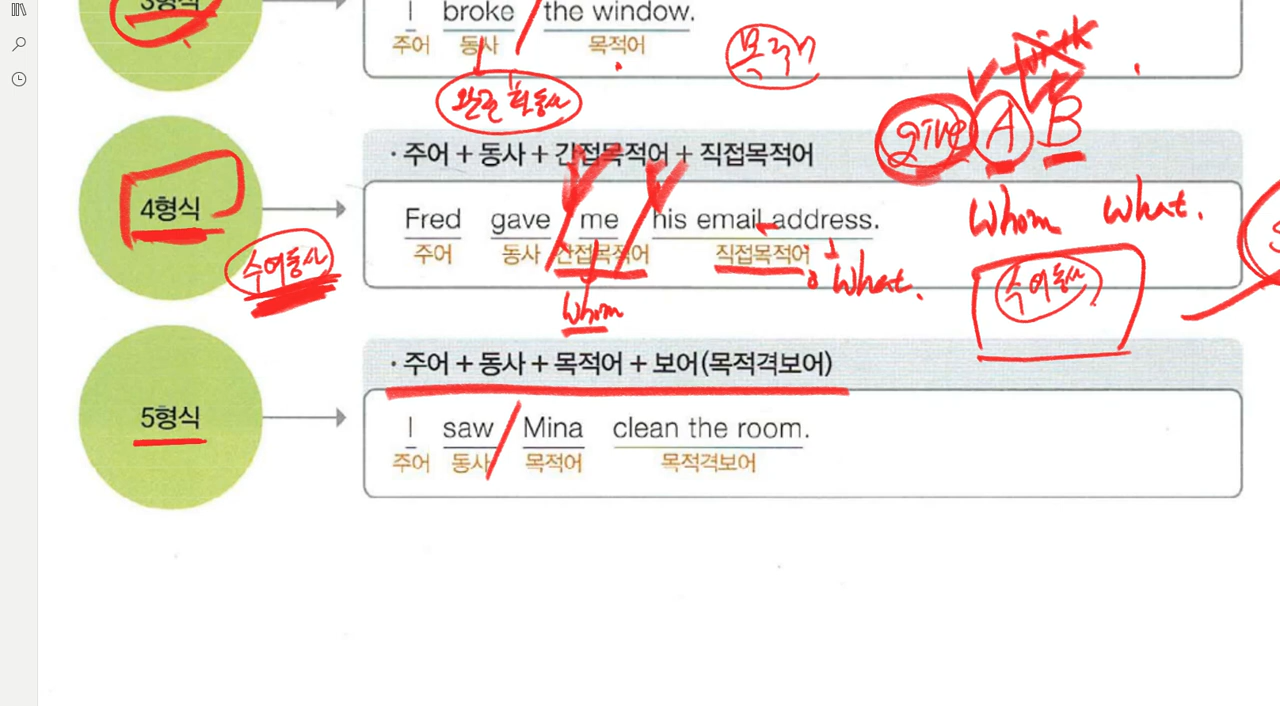 3형식
I broke the window.
주어 동사 목적어
목적어
완전 타동사
give A B
· 주어 + 동사 + 간접목적어 + 직접목적어
4형식
Fred gave me his email address.
주어 동사 간접목적어 직접목적어
whom what.
수여동사
수여동사
what.
whom
· 주어 + 동사 + 목적어 + 보어(목적격보어)
5형식
I saw Mina clean the room.
주어 동사 목적어 목적격보어